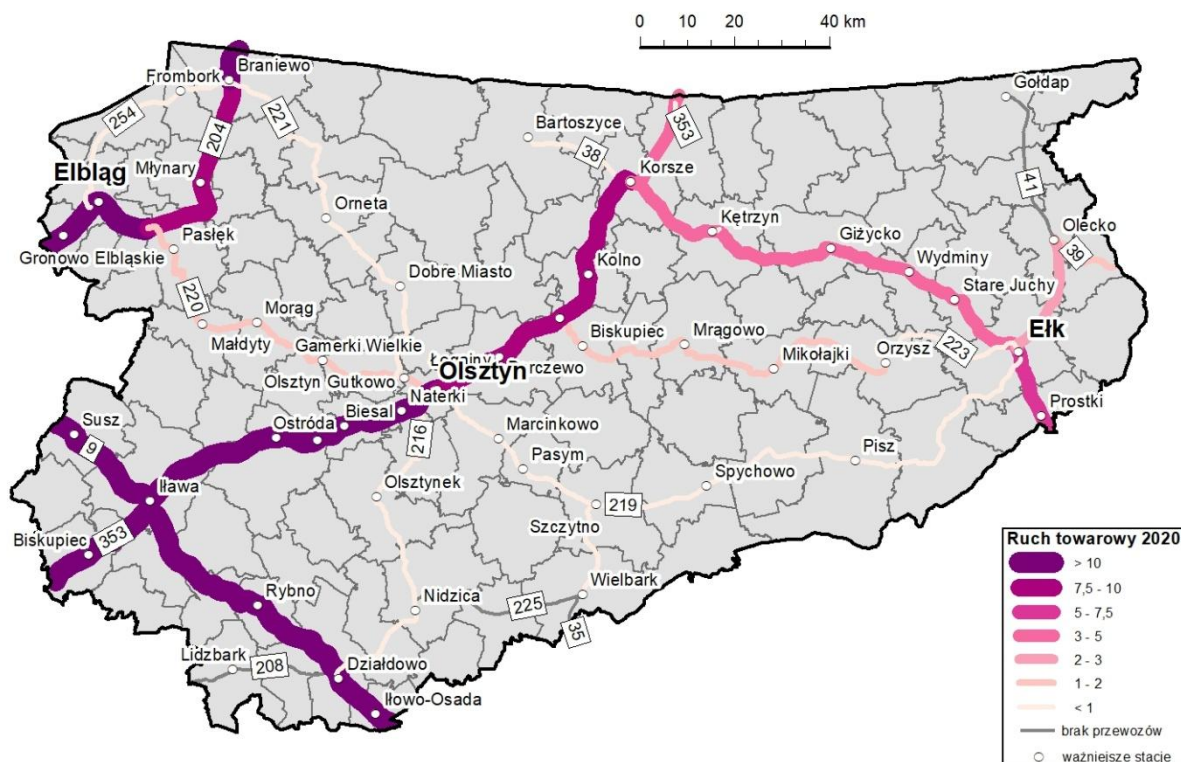 0 10 20 40 km
Braniewo
Frombork
Gołdap
254
221
204
Bartoszyce
353
38
Młynary
Korsze
Elbląg
41
Orneta
Kętrzyn
Giżycko
Olecko
Pasłęk
39
Gronowo Elbląskie
Wydminy
Dobre Miasto
Kolno
Stare Juchy
220
Morąg
Biskupiec
Mrągowo
Ełk
Małdyty
Gamerki Wielkie
223
Mikołajki
Orzysz
Olsztyn
Olsztyn Gutkowo
Naterki
Susz
Biesal
Prostki
Ostróda
9
216
Marcinkowo
Pisz
Pasym
Spychowo
Iława
Olsztynek
219
353
Biskupiec
Szczytno
Rybno
Nidzica
Wielbark
225
35
Lidzbark
208
Działdowo
Iłowo-Osada
Ruch towarowy 2020
> 10
7,5 - 10
5 - 7,5
3 - 5
2 - 3
1 - 2
< 1
brak przewozów
ważniejsze stacje